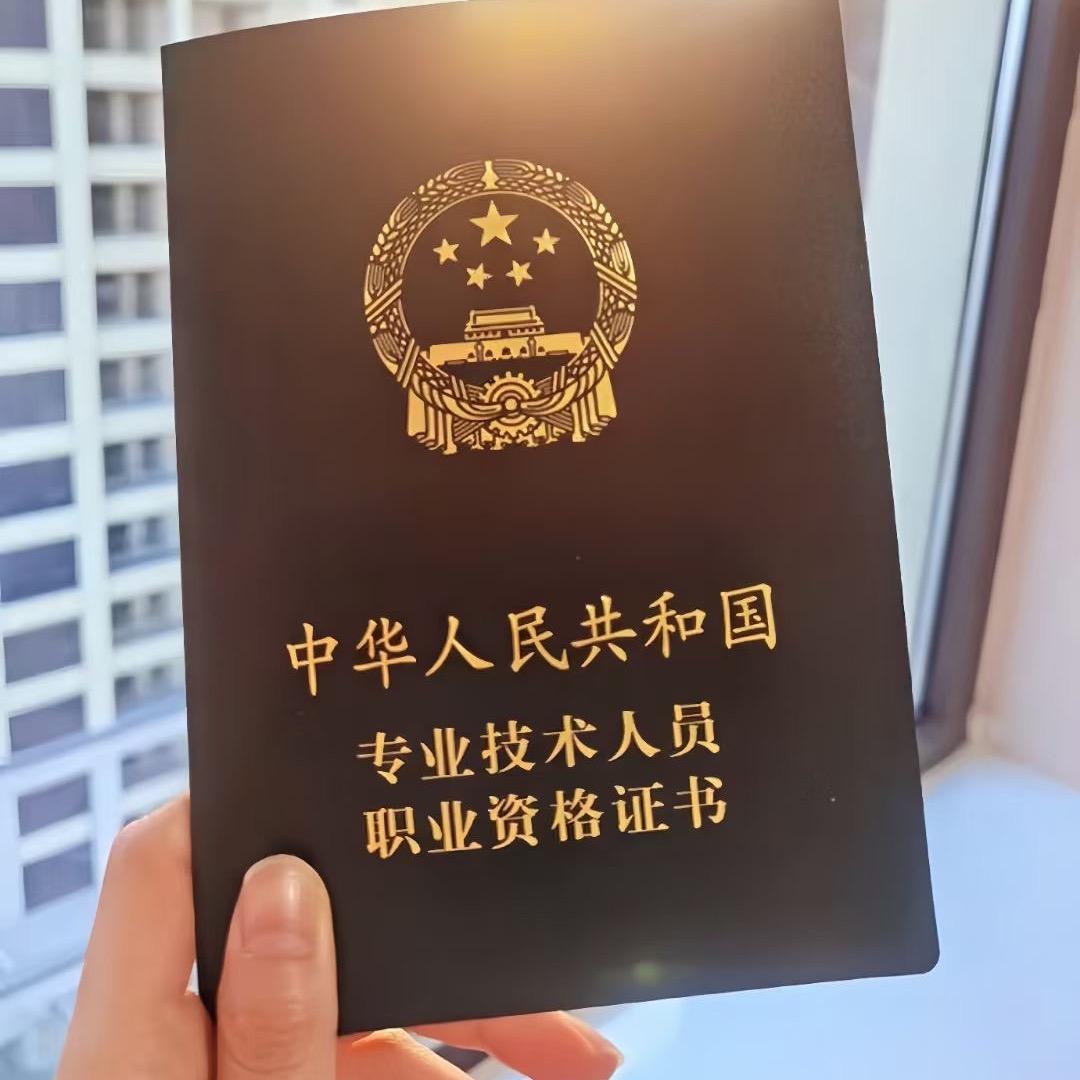 中华人民共和国
专业技术人员
职业资格证书